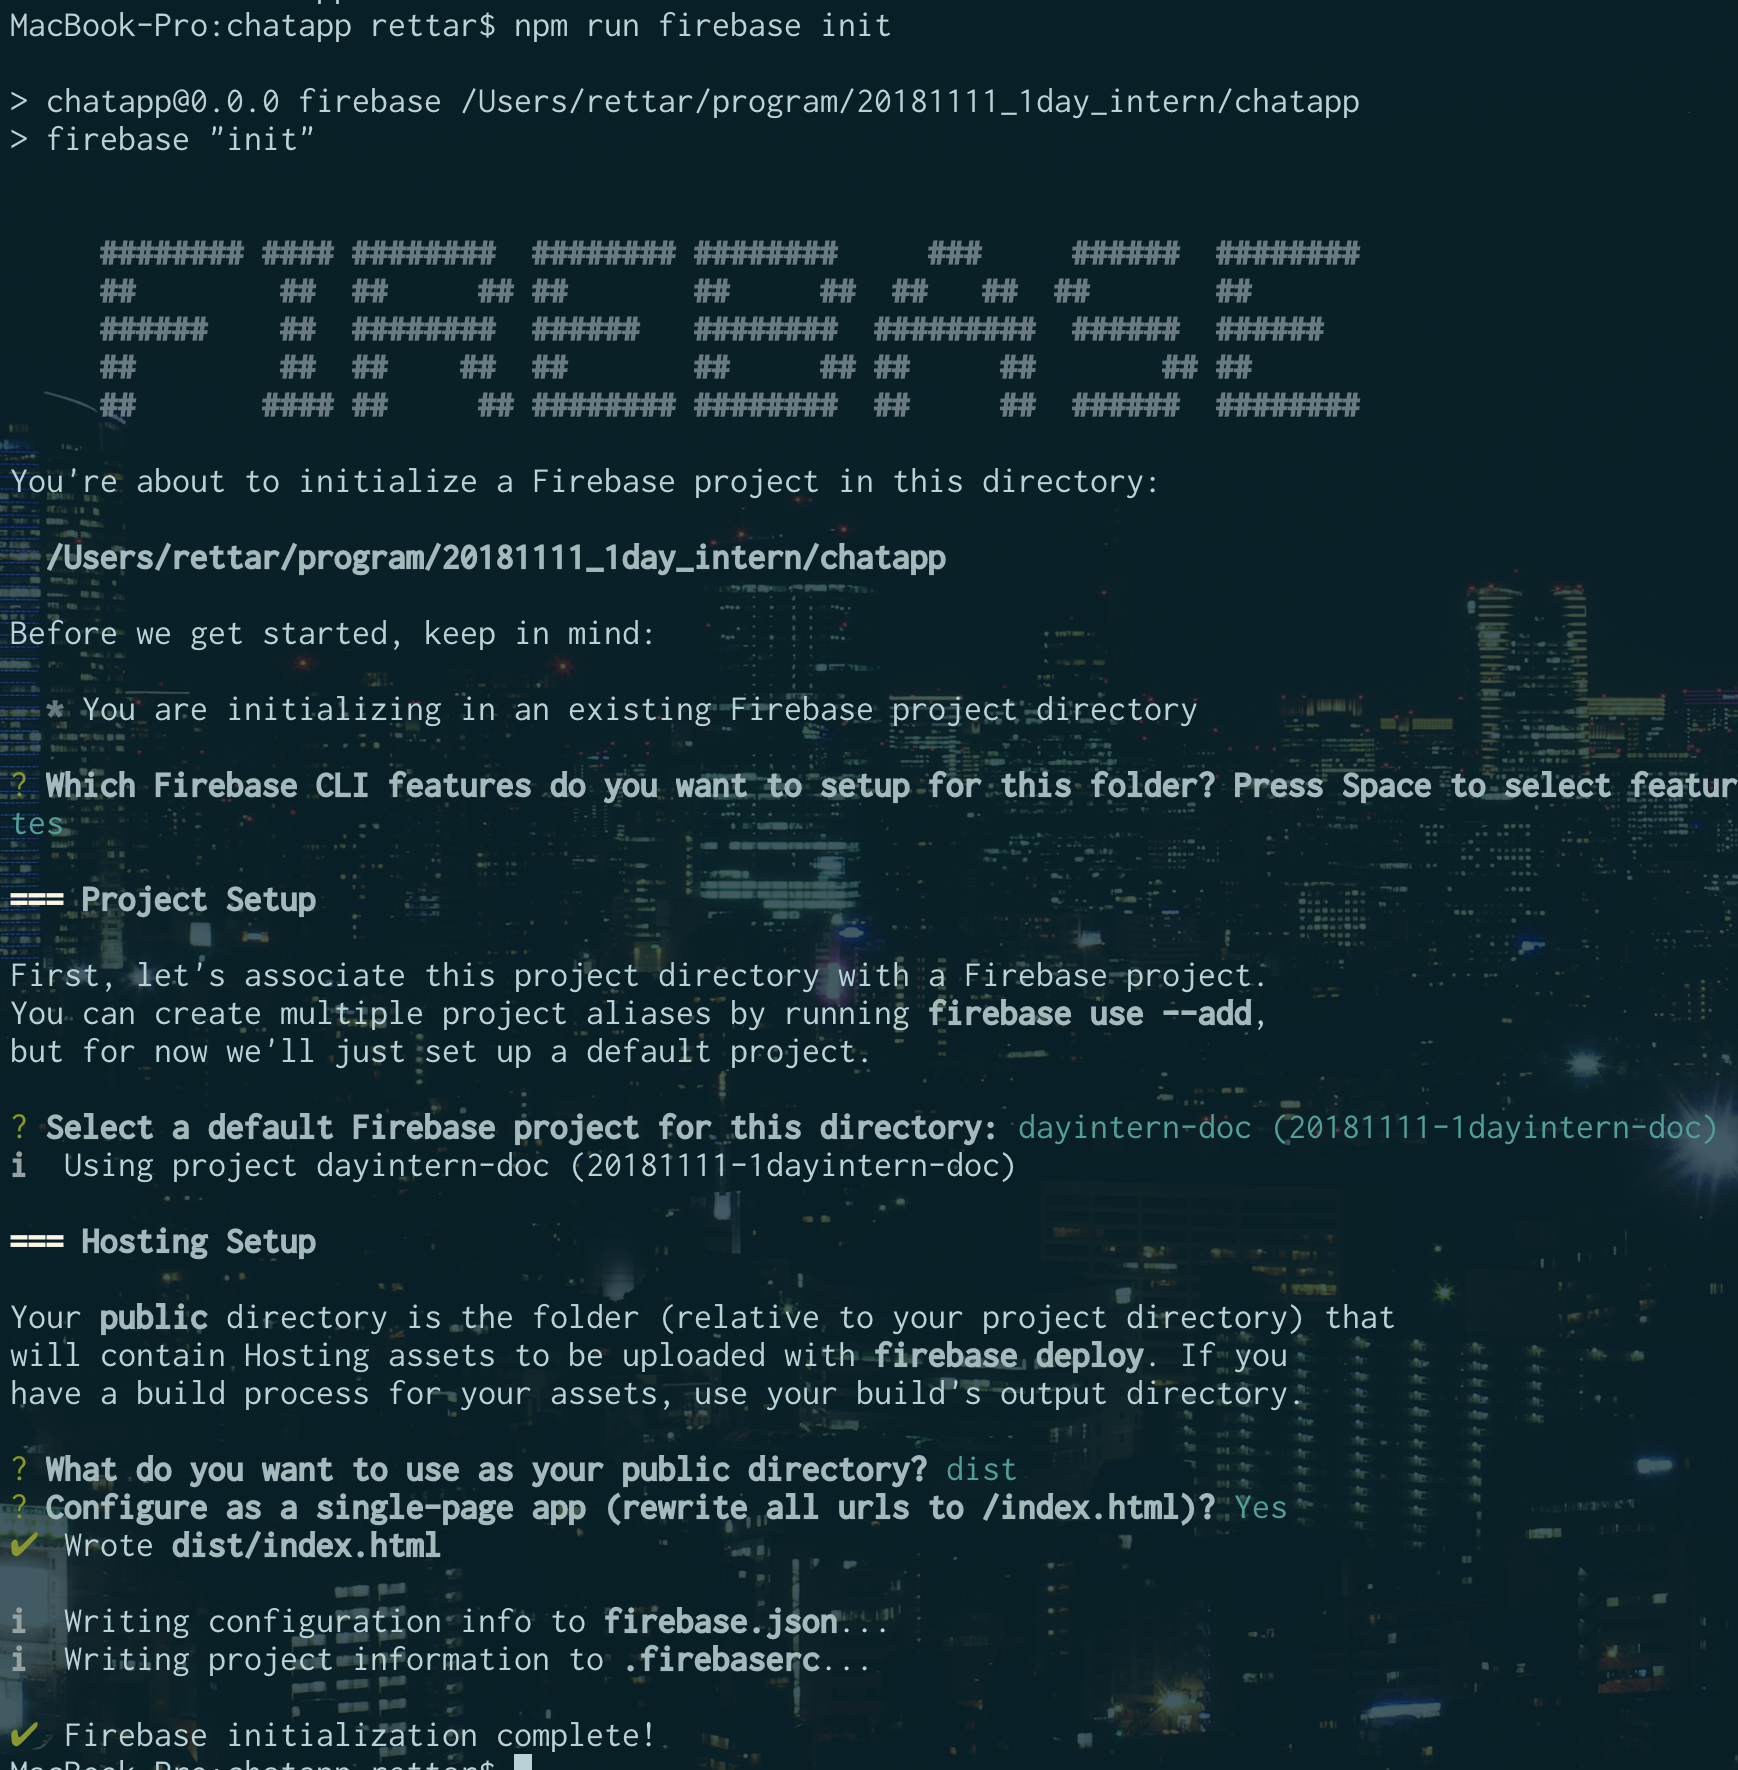 MacBook-Pro:chatapp rettar$ npm run firebase init
> chatapp@0.0.0 firebase /Users/rettar/program/20181111_1day_intern/chatapp
> firebase "init"
######## #### ######## ######## ######## ### ###### ########
## ## ## ## ## ## ## ## ## ## ##
###### ## ######## ###### ######## ######### ###### ######
## ## ## ## ## ## ## ## ## ## ##
## #### ## ## ######## ######## ## ## ###### ########
You're about to initialize a Firebase project in this directory:
/Users/rettar/program/20181111_1day_intern/chatapp
Before we get started, keep in mind:
* You are initializing in an existing Firebase project directory
? Which Firebase CLI features do you want to setup for this folder? Press Space to select featur
tes
=== Project Setup
First, let's associate this project directory with a Firebase project.
You can create multiple project aliases by running firebase use --add,
but for now we'll just set up a default project.
? Select a default Firebase project for this directory: dayintern-doc (20181111-1dayintern-doc)
i Using project dayintern-doc (20181111-1dayintern-doc)
=== Hosting Setup
Your public directory is the folder (relative to your project directory) that
will contain Hosting assets to be uploaded with firebase deploy. If you
have a build process for your assets, use your build's output directory.
? What do you want to use as your public directory? dist
? Configure as a single-page app (rewrite all urls to /index.html)? Yes
✔ Wrote dist/index.html
i Writing configuration info to firebase.json...
i Writing project information to .firebaserc...
✔ Firebase initialization complete!
MacBook-Pro:chatapp rettar$